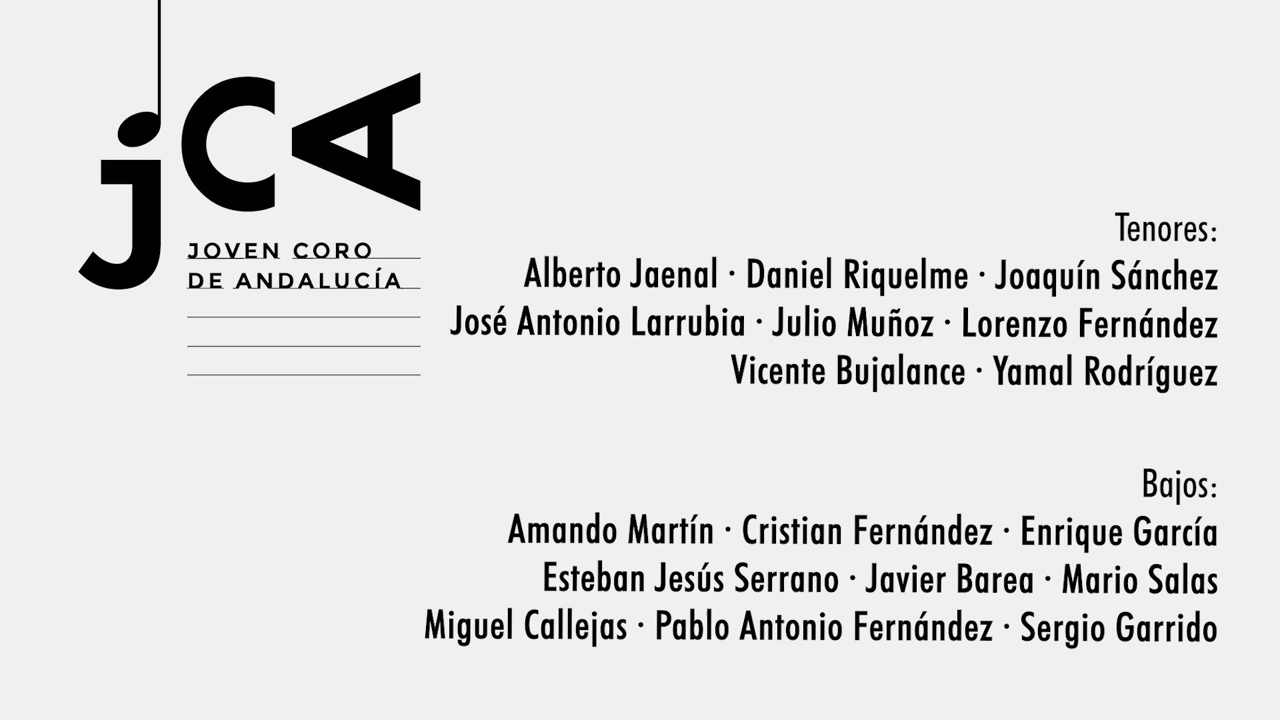 jCA
JOVEN CORO
DE ANDALUCÍA
Tenores:
Alberto Jaenal · Daniel Riquelme · Joaquín Sánchez
José Antonio Larrubia · Julio Muñoz · Lorenzo Fernández
Vicente Bujalance · Yamal Rodríguez
Bajos:
Amando Martín · Cristian Fernández · Enrique García
Esteban Jesús Serrano · Javier Barea · Mario Salas
Miguel Callejas · Pablo Antonio Fernández · Sergio Garrido